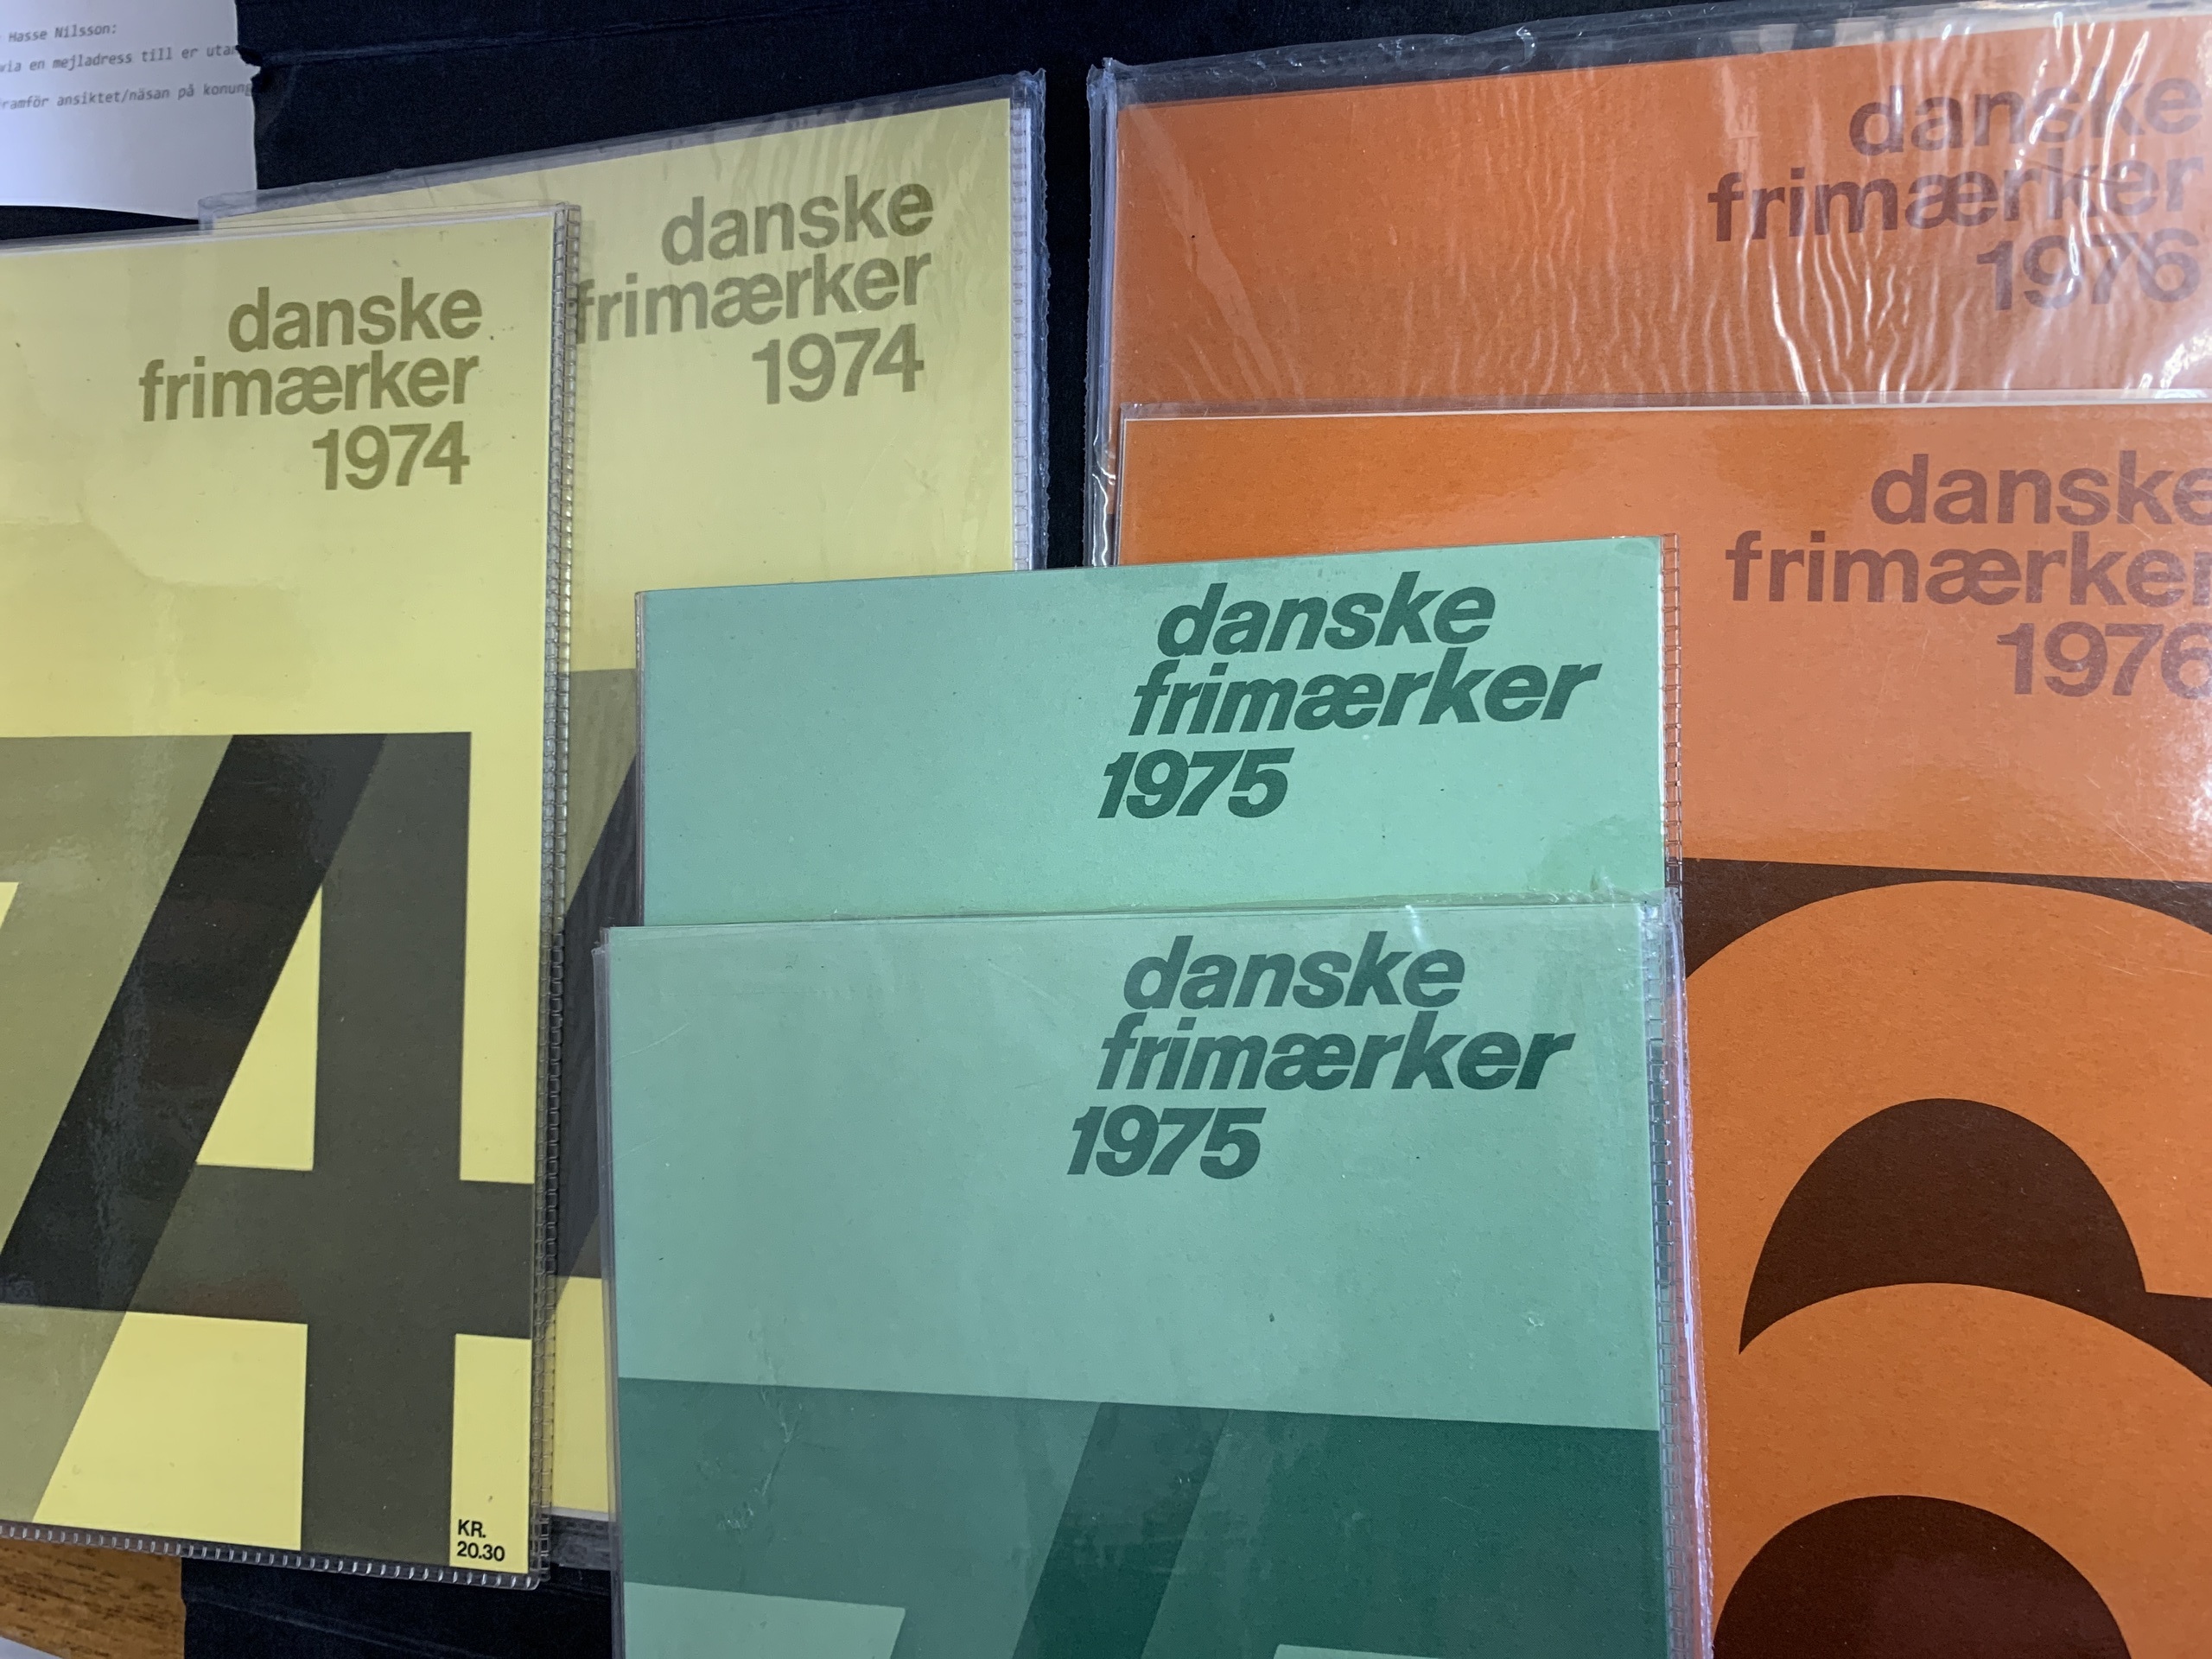 Hasse Nilsson:
via en mejladress till er utan
framför ansiktet/näsan på konung
danske
frimærker
1974
74
KR.
20.30
danske
frimærker
1974
danske
frimærker
1976
danske
frimærker
1976
danske
frimærker
1975
danske
frimærker
1975